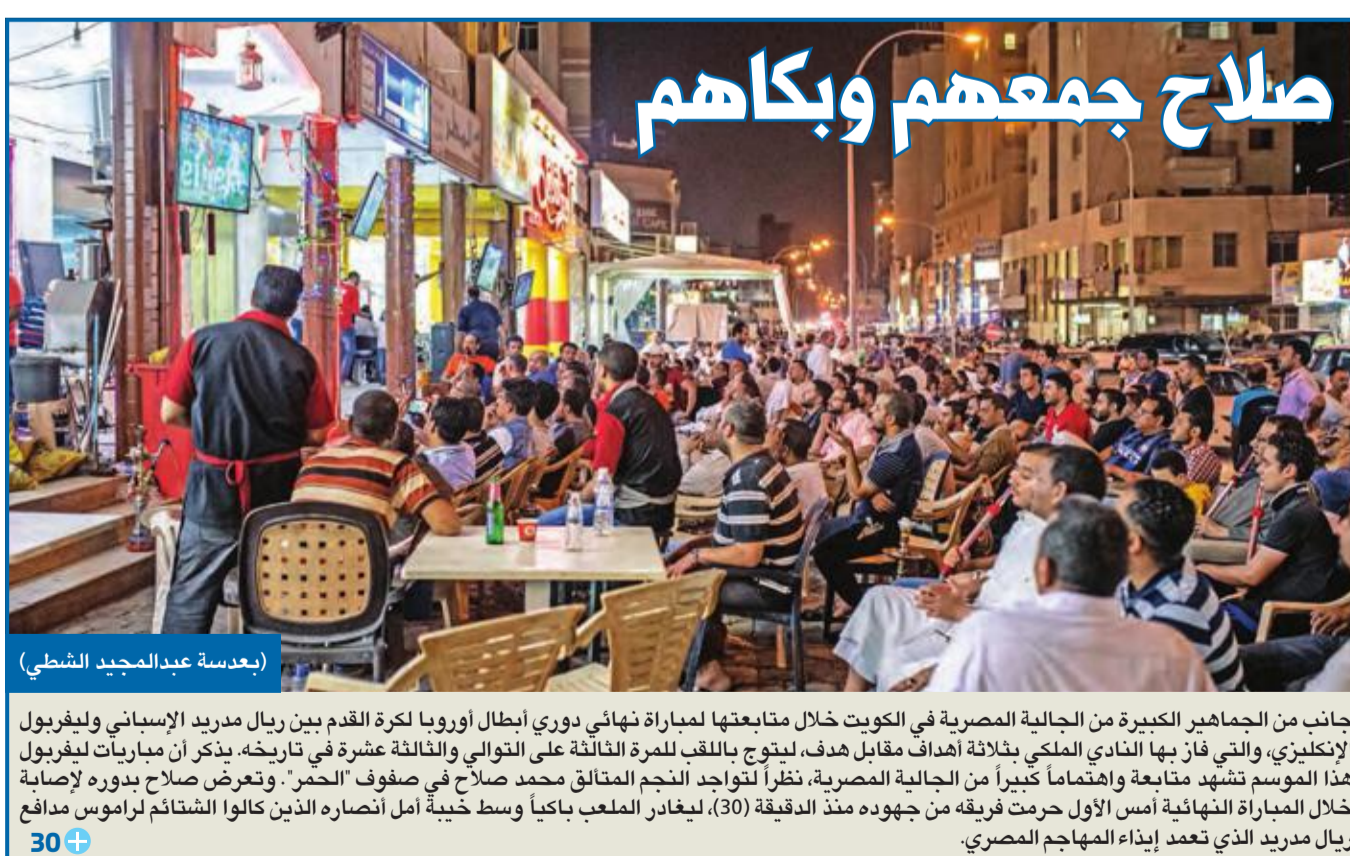 صلاح جمعهم وبكاهم
(بعدسة عبدالمجيد الشطي)
جانب من الجماهير الكبيرة من الجالية المصرية في الكويت خلال متابعتها لمباراة نهائي دوري أبطال أوروبا لكرة القدم بين ريال مدريد الإسباني وليفربول
الإنكليزي، والتي فاز بها النادي الملكي بثلاثة أهداف مقابل هدف، ليتوج باللقب للمرة الثالثة على التوالي والثالثة عشرة في تاريخه. يذكر أن مباريات ليفربول
هذا الموسم تشهد متابعة واهتماماً كبيراً من الجالية المصرية، نظراً لتواجد النجم المتألق محمد صلاح في صفوف "الحمر". وتعرض صلاح بدوره لإصابة
خلال المباراة النهائية أمس الأول حرمت فريقه من جهوده منذ الدقيقة (30)، ليغادر الملعب باكياً وسط خيبة أمل أنصاره الذين كالوا الشتائم لراموس مدافع
ريال مدريد الذي تعمد إيذاء المهاجم المصري.
30+